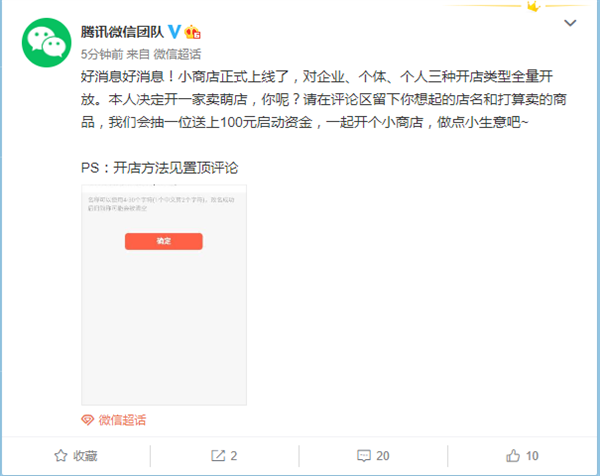 腾讯微信团队
5分钟前 来自 微信超话
好消息好消息！小商店正式上线了，对企业、个体、个人三种开店类型全量开
放。本人决定开一家卖萌店，你呢？请在评论区留下你想起的店名和打算卖的商
品，我们会抽一位送上100元启动资金，一起开个小商店，做点小生意吧~
PS：开店方法见置顶评论
确定
微信超话
收藏
2
20
10